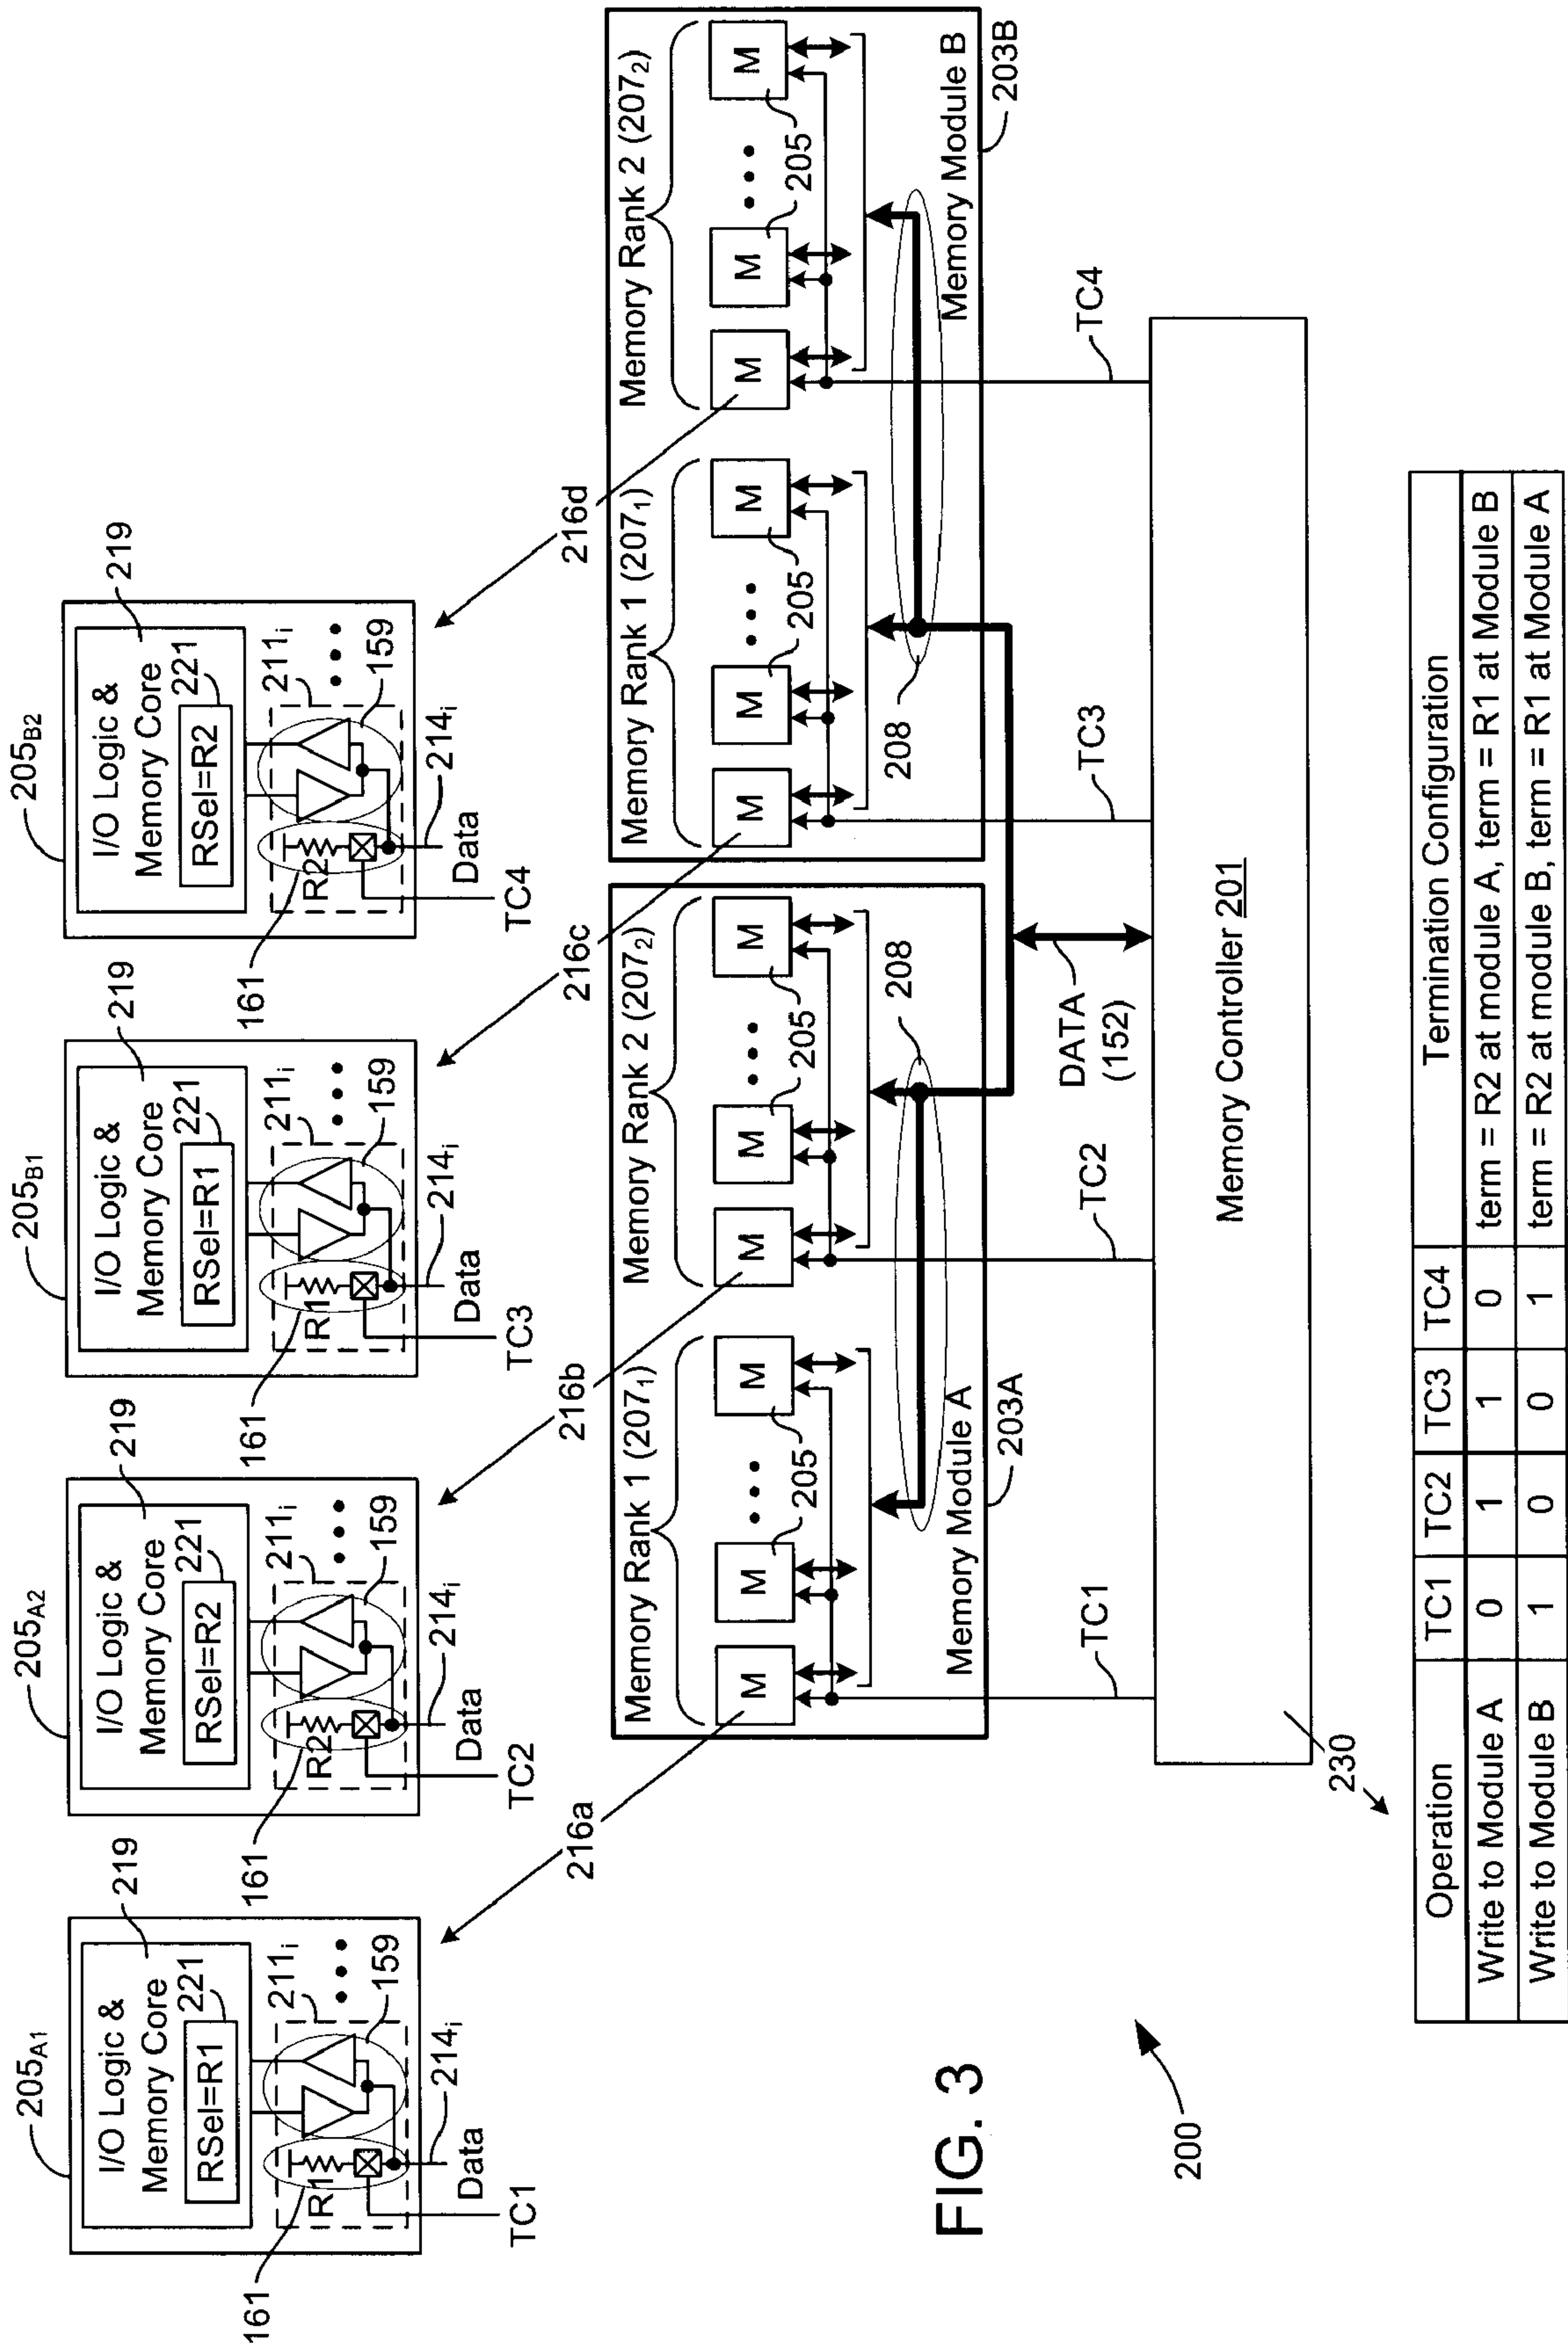 205A1
I/O Logic &
Memory Core
219
RSel=R1
221
211i
159
161
R1
Data
214i
TC1
216a
205A2
I/O Logic &
Memory Core
219
RSel=R2
221
211i
159
161
R2
Data
214i
TC2
216b
205B1
I/O Logic &
Memory Core
219
RSel=R1
221
211i
159
161
R1
Data
214i
TC3
216c
205B2
I/O Logic &
Memory Core
219
RSel=R2
221
211i
159
161
R2
Data
214i
TC4
216d
Memory Rank 1 (207₁)
M
M
M
205
Memory Rank 2 (207₂)
M
M
M
205
208
Memory Module A
203A
Memory Rank 1 (207₁)
M
M
M
205
Memory Rank 2 (207₂)
M
M
M
205
208
Memory Module B
203B
TC1
TC2
DATA
(152)
TC3
TC4
Memory Controller 201
FIG. 3
200
230
Operation TC1 TC2 TC3 TC4 Termination Configuration
Write to Module A 0 1 1 0 term = R2 at module A, term = R1 at Module B
Write to Module B 1 0 0 1 term = R2 at module B, term = R1 at Module A